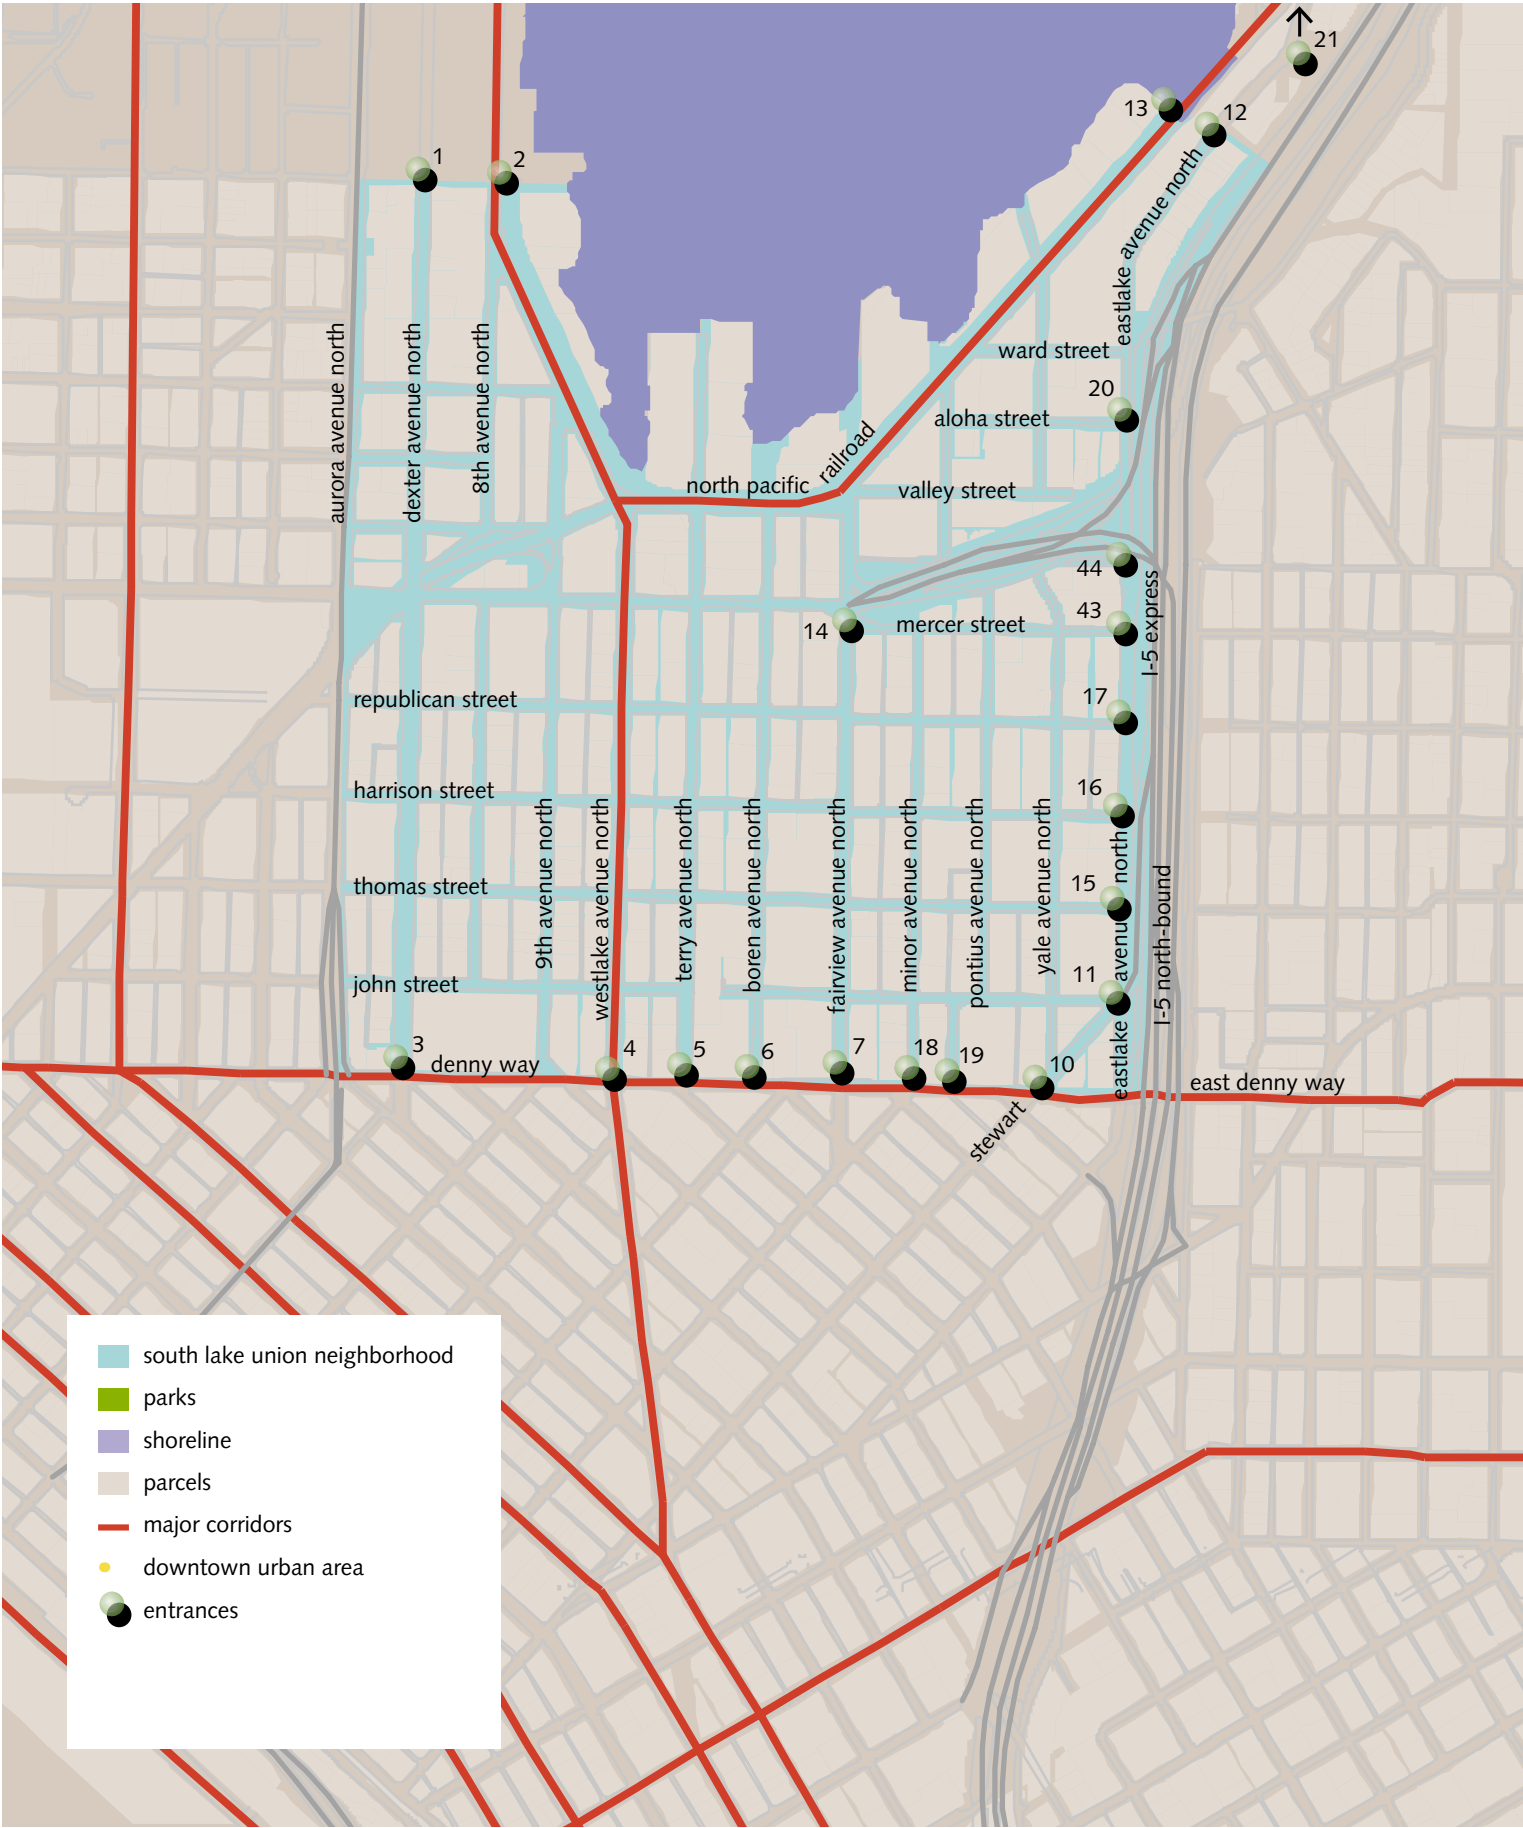 21
13
12
1
2
eastlake avenue north
aurora avenue north
dexter avenue north
8th avenue north
ward street
20
aloha street
railroad
north pacific
valley street
44
I-5 express
43
14
mercer street
17
republican street
16
harrison street
9th avenue north
westlake avenue north
terry avenue north
boren avenue north
fairview avenue north
minor avenue north
pontius avenue north
yale avenue north
eastlake avenue north
15
I-5 north-bound
thomas street
11
john street
3
denny way
4
5
6
7
18
19
10
east denny way
stewart
south lake union neighborhood
parks
shoreline
parcels
major corridors
downtown urban area
entrances